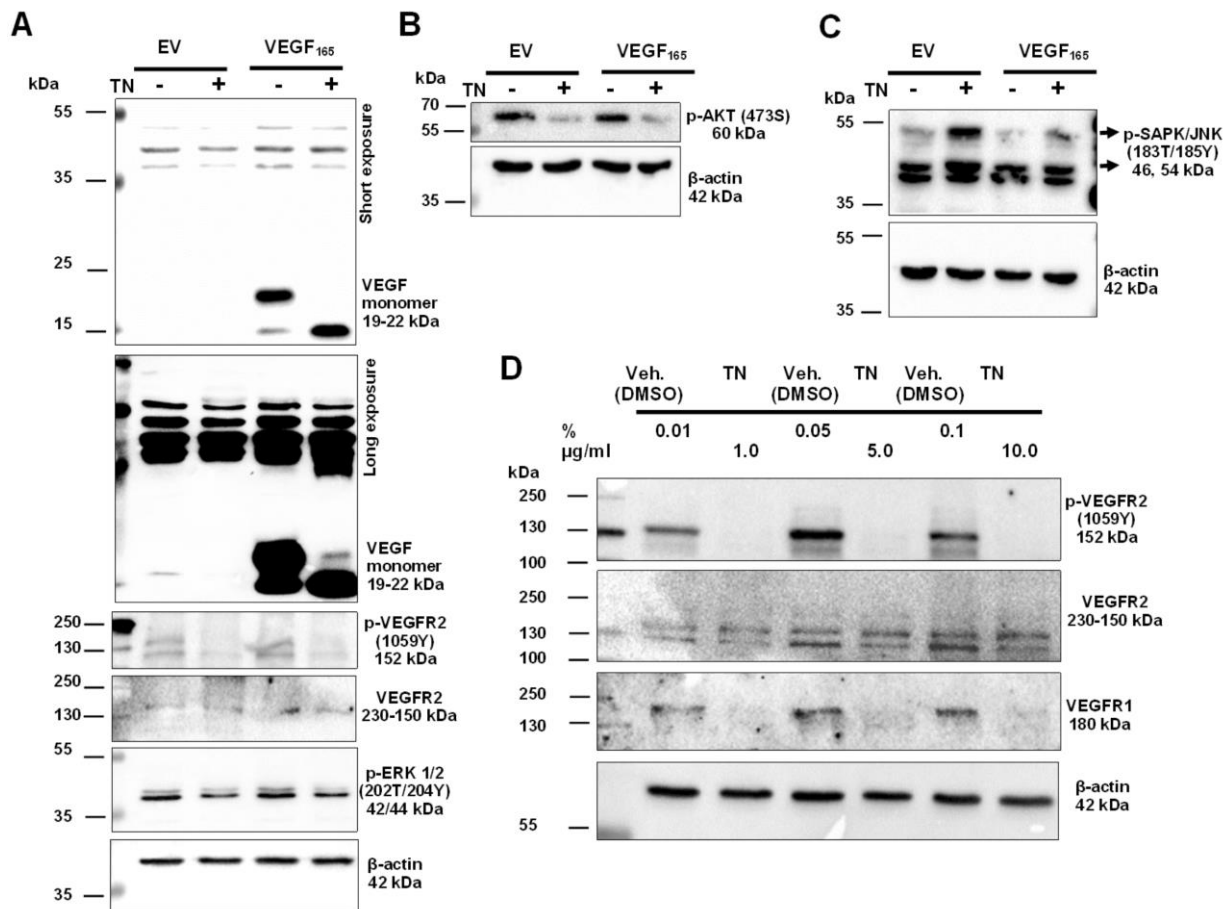 A
EV
VEGF165
kDa
TN
-
+
-
+
55
35
25
15
Short exposure
VEGF
monomer
19-22 kDa
Long exposure
VEGF
monomer
19-22 kDa
250
130
p-VEGFR2
(1059Y)
152 kDa
250
130
VEGFR2
230-150 kDa
55
35
p-ERK 1/2
(202T/204Y)
42/44 kDa
35
β-actin
42 kDa
B
EV
VEGF165
kDa
TN
-
+
-
+
70
55
p-AKT (473S)
60 kDa
35
β-actin
42 kDa
C
EV
VEGF165
TN
-
+
-
+
kDa
55
35
p-SAPK/JNK
(183T/185Y)
46, 54 kDa
55
35
β-actin
42 kDa
D
Veh. TN Veh. TN Veh. TN
(DMSO) (DMSO) (DMSO)
% 0.01 0.05 0.1
µg/ml 1.0 5.0 10.0
kDa
250
130
100
p-VEGFR2
(1059Y)
152 kDa
250
130
100
VEGFR2
230-150 kDa
250
130
VEGFR1
180 kDa
55
β-actin
42 kDa